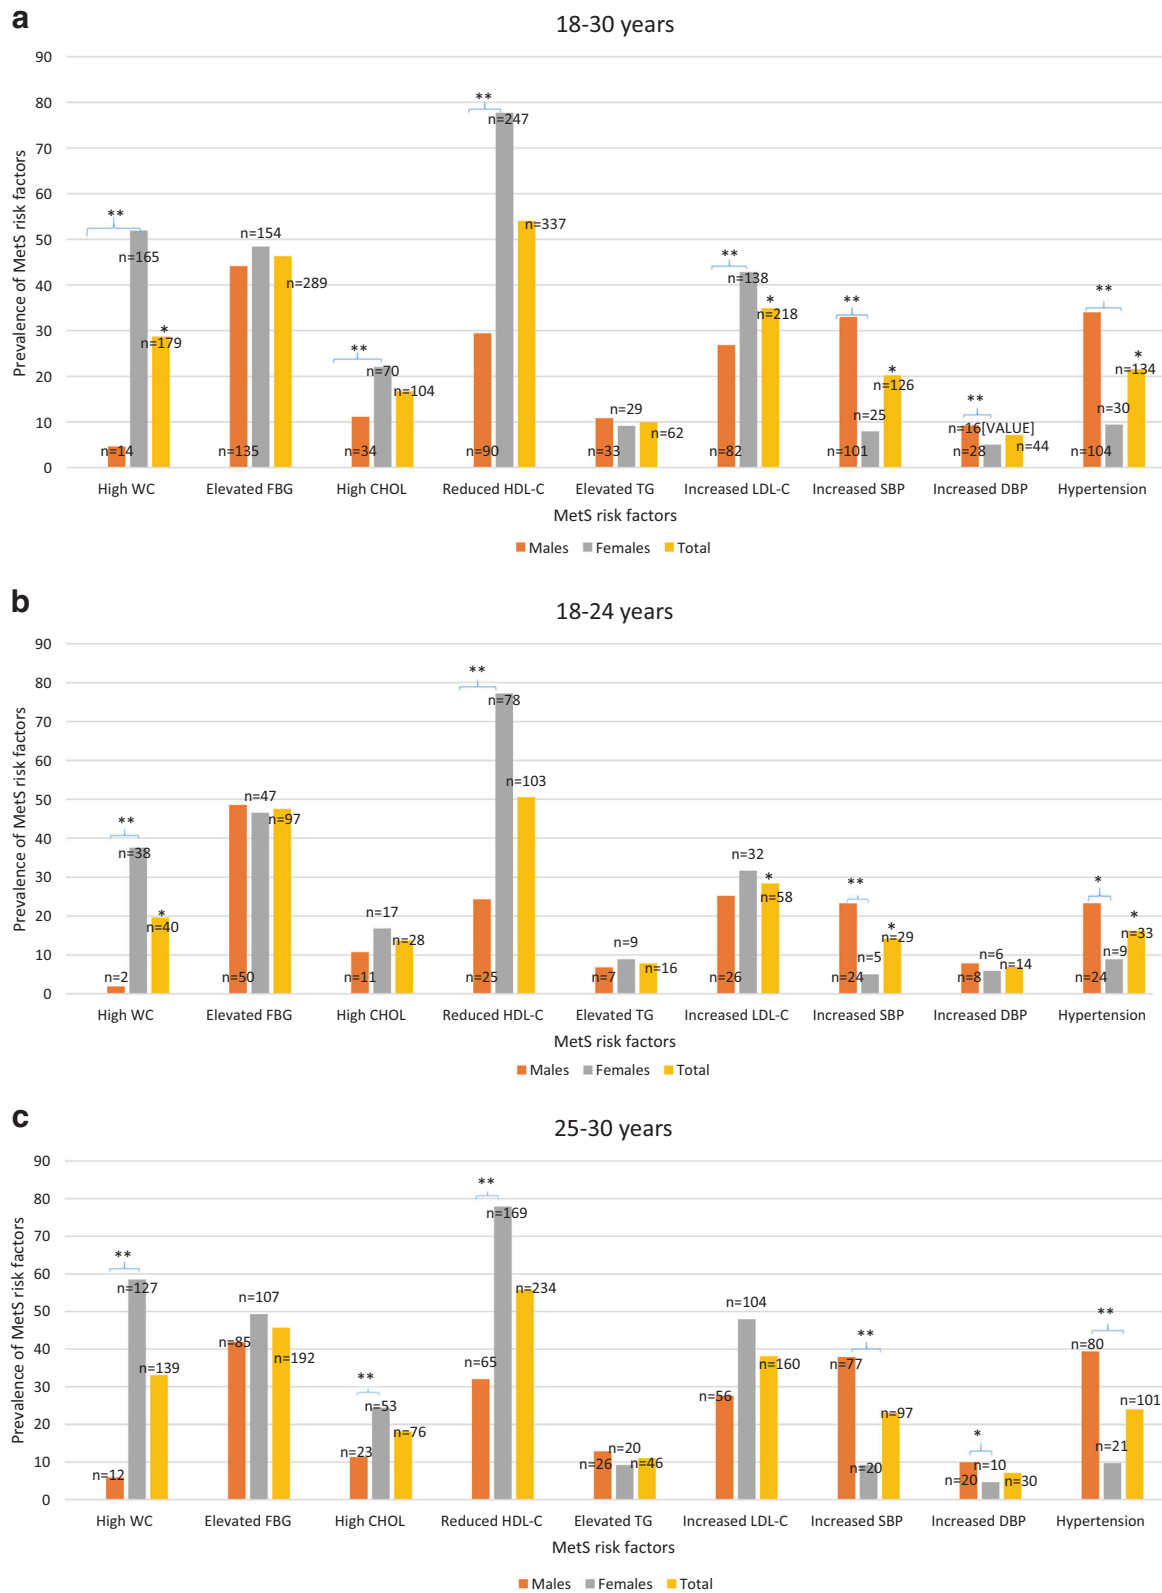 a
18-30 years
Prevalence of MetS risk factors
90
80
70
60
50
40
30
20
10
0
** n=14 n=165 * n=179
n=135 n=154 n=289
** n=34 n=70 n=104
** n=90 n=247 n=337
n=33 n=29 n=62
** n=82 n=138 * n=218
** n=101 n=25 * n=126
** n=16[VALUE] n=28 n=44
** n=104 n=30 * n=134
High WC Elevated FBG High CHOL Reduced HDL-C Elevated TG Increased LDL-C Increased SBP Increased DBP Hypertension
MetS risk factors
Males Females Total
b
18-24 years
Prevalence of MetS risk factors
90
80
70
60
50
40
30
20
10
0
** n=2 n=38 * n=40
n=50 n=47 n=97
n=11 n=17 n=28
** n=25 n=78 n=103
n=7 n=9 n=16
n=26 n=32 * n=58
** n=24 n=5 * n=29
n=8 n=6 n=14
* n=24 n=9 * n=33
High WC Elevated FBG High CHOL Reduced HDL-C Elevated TG Increased LDL-C Increased SBP Increased DBP Hypertension
MetS risk factors
Males Females Total
c
25-30 years
Prevalence of MetS risk factors
90
80
70
60
50
40
30
20
10
0
** n=12 n=127 n=139
n=85 n=107 n=192
** n=23 n=53 n=76
** n=65 n=169 n=234
n=26 n=20 n=46
n=56 n=104 n=160
** n=77 n=20 n=97
* n=20 n=10 n=30
** n=80 n=21 n=101
High WC Elevated FBG High CHOL Reduced HDL-C Elevated TG Increased LDL-C Increased SBP Increased DBP Hypertension
MetS risk factors
Males Females Total